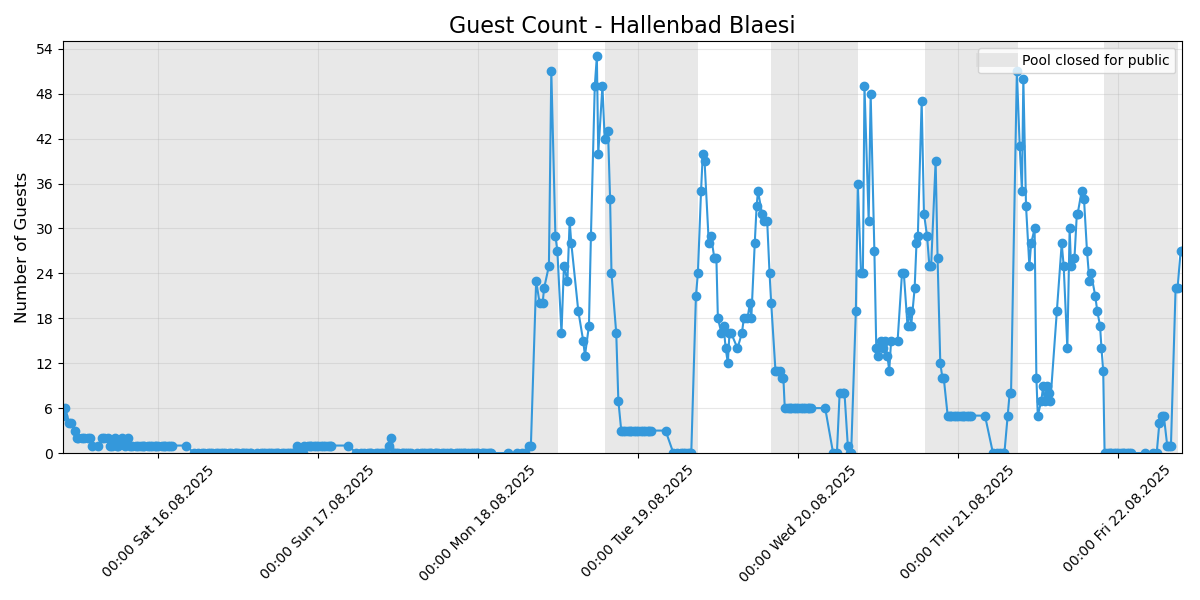 Guest Count - Hallenbad Blaesi
Pool closed for public
Number of Guests
54
48
42
36
30
24
18
12
6
0
00:00 Sat 16.08.2025
00:00 Sun 17.08.2025
00:00 Mon 18.08.2025
00:00 Tue 19.08.2025
00:00 Wed 20.08.2025
00:00 Thu 21.08.2025
00:00 Fri 22.08.2025